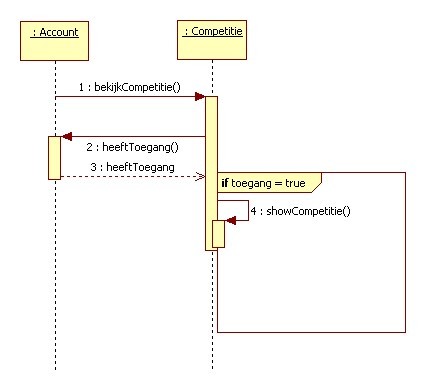 : Account
: Competitie
1 : bekijkCompetitie()
2 : heeftToegang()
3 : heeftToegang
if toegang = true
4 : showCompetitie()